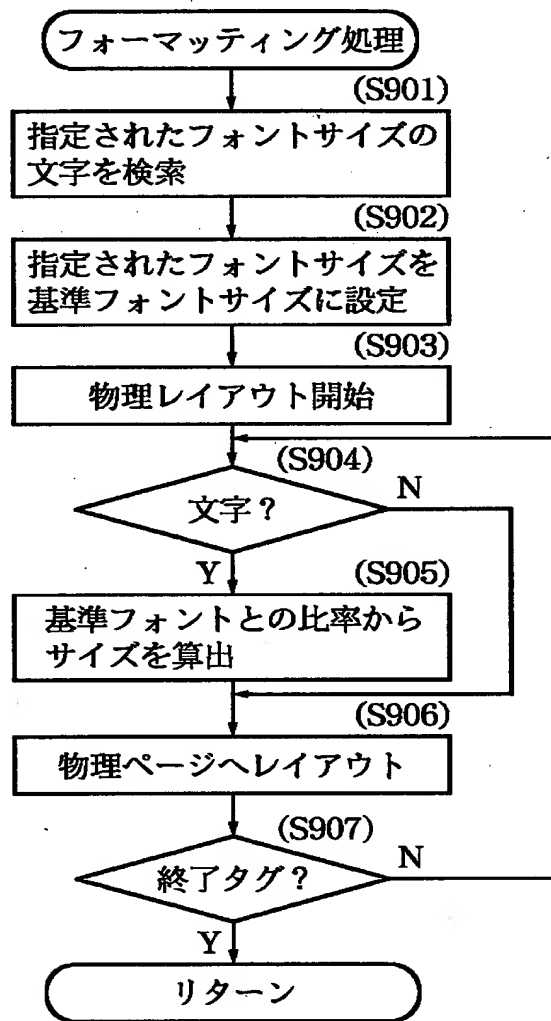 フォーマッティング処理
(S901)
指定されたフォントサイズの
文字を検索
(S902)
指定されたフォントサイズを
基準フォントサイズに設定
(S903)
物理レイアウト開始
(S904)
文字？
N
Y
(S905)
基準フォントとの比率から
サイズを算出
(S906)
物理ページへレイアウト
(S907)
終了タグ？
N
Y
リターン